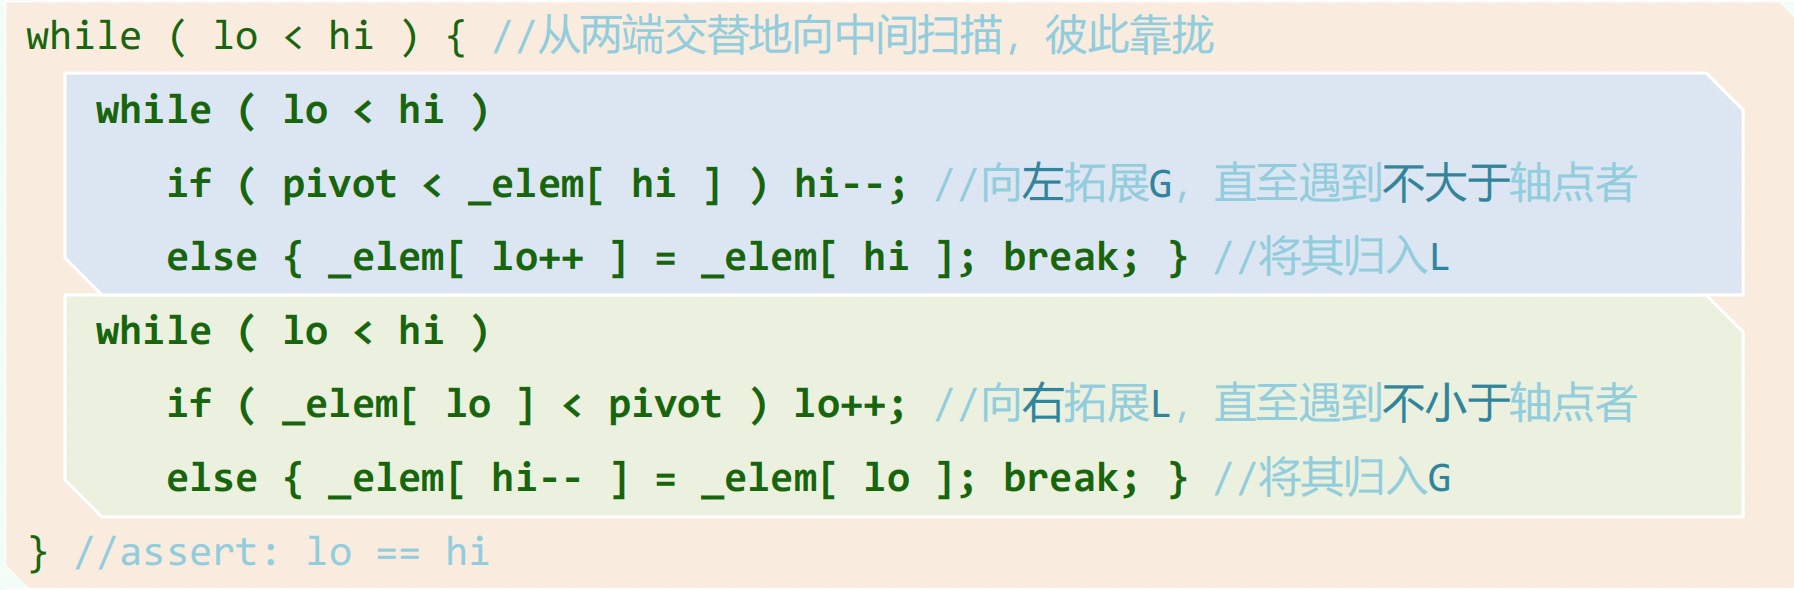 while ( lo < hi ) { //从两端交替地向中间扫描，彼此靠拢
while ( lo < hi )
if ( pivot < _elem[ hi ] ) hi--; //向左拓展G，直至遇到不大于轴点者
else { _elem[ lo++ ] = _elem[ hi ]; break; } //将其归入L
while ( lo < hi )
if ( _elem[ lo ] < pivot ) lo++; //向右拓展L，直至遇到不小于轴点者
else { _elem[ hi-- ] = _elem[ lo ]; break; } //将其归入G
} //assert: lo == hi